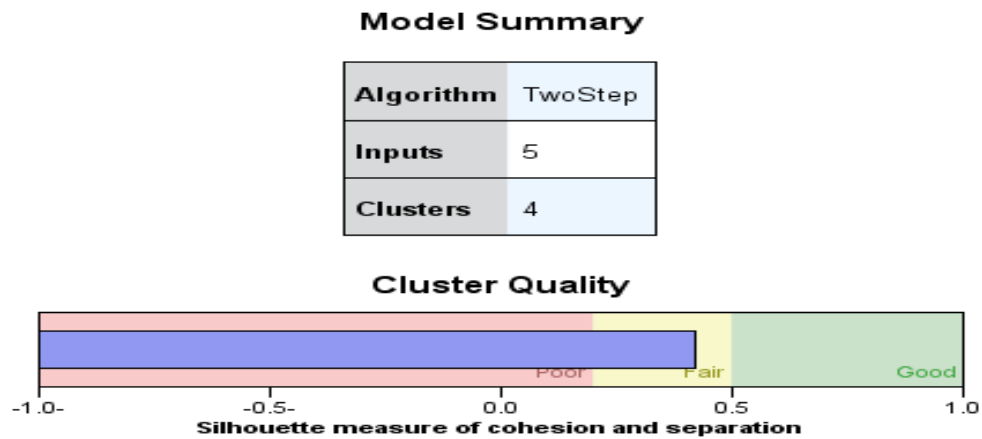 Model Summary
Algorithm TwoStep
Inputs 5
Clusters 4
Cluster Quality
Poor Fair Good
-1.0- -0.5- 0.0 0.5 1.0
Silhouette measure of cohesion and separation